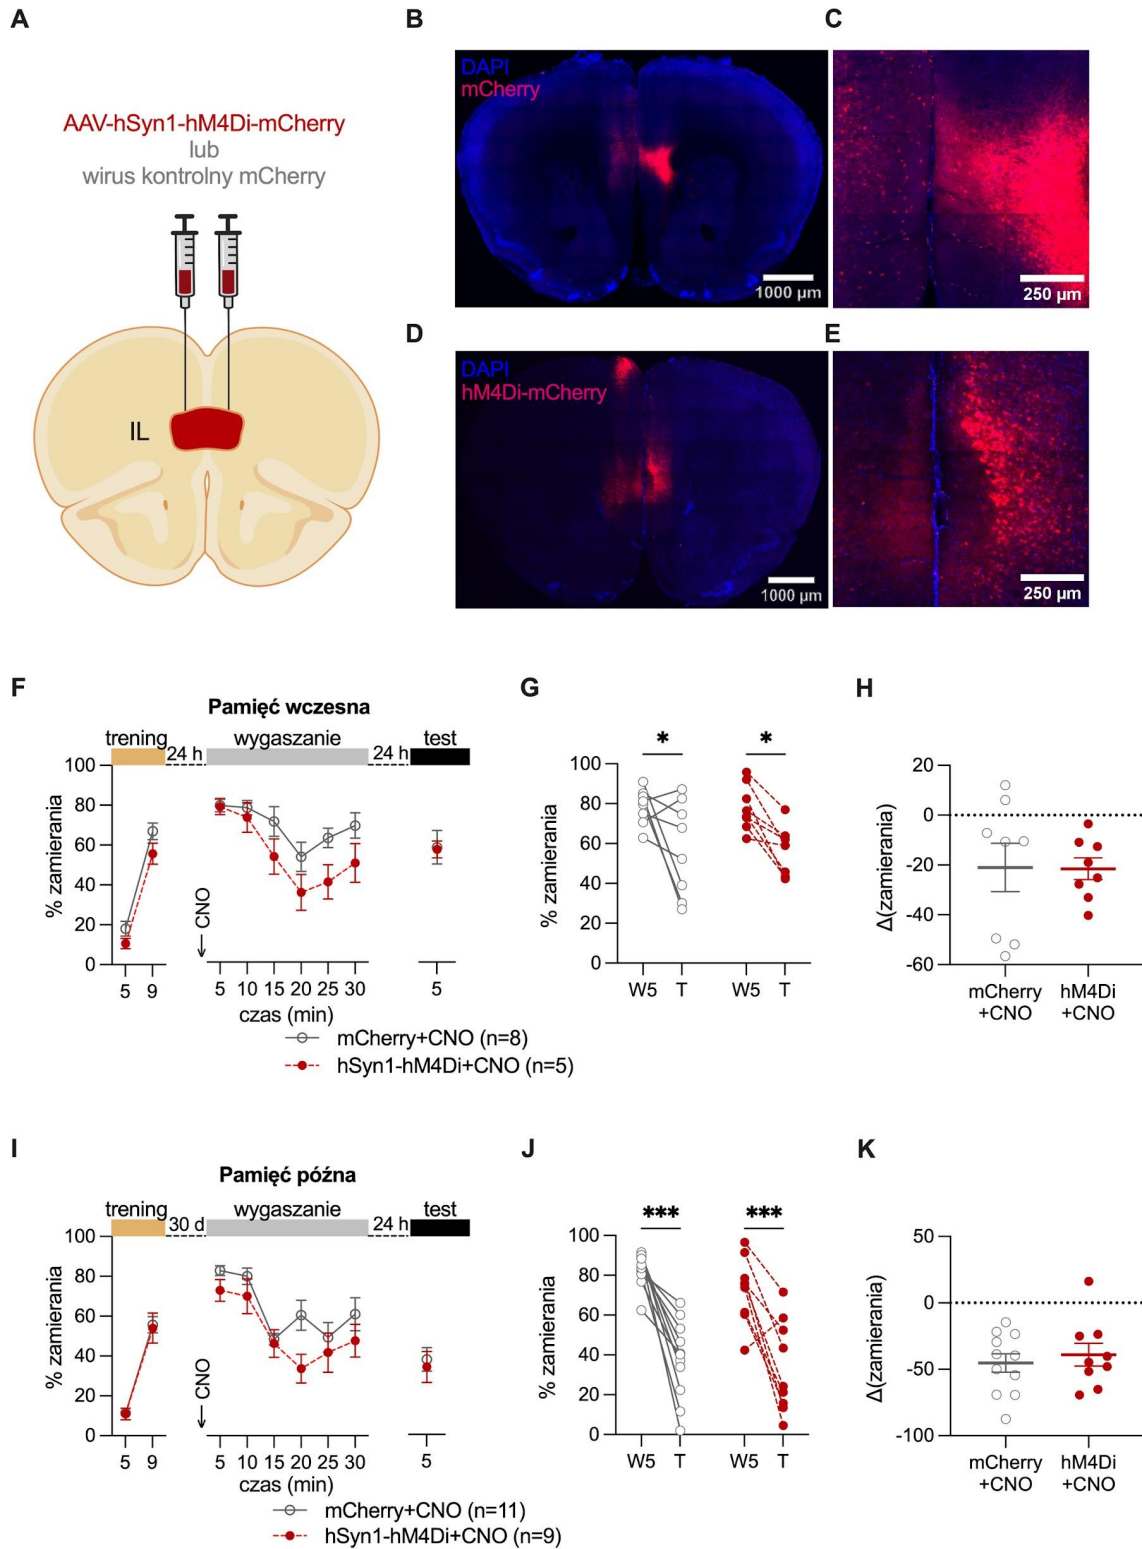 A
AAV-hSyn1-hM4Di-mCherry
lub
wirus kontrolny mCherry
IL
B
DAPI
mCherry
1000 µm
C
250 µm
D
DAPI
hM4Di-mCherry
1000 µm
E
250 µm
F
Pamięć wczesna
trening 24 h wygaszanie 24 h test
% zamierania
100
80
60
40
20
0
CNO
5 9 5 10 15 20 25 30 5
czas (min)
mCherry+CNO (n=8)
hSyn1-hM4Di+CNO (n=5)
G
* *
% zamierania
100
80
60
40
20
0
W5 T W5 T
H
Δ(zamierania)
20
0
-20
-40
-60
mCherry hM4Di
+CNO +CNO
I
Pamięć późna
trening 30 d wygaszanie 24 h test
% zamierania
100
80
60
40
20
0
CNO
5 9 5 10 15 20 25 30 5
czas (min)
mCherry+CNO (n=11)
hSyn1-hM4Di+CNO (n=9)
J
*** ***
% zamierania
100
80
60
40
20
0
W5 T W5 T
K
Δ(zamierania)
50
0
-50
-100
mCherry hM4Di
+CNO +CNO